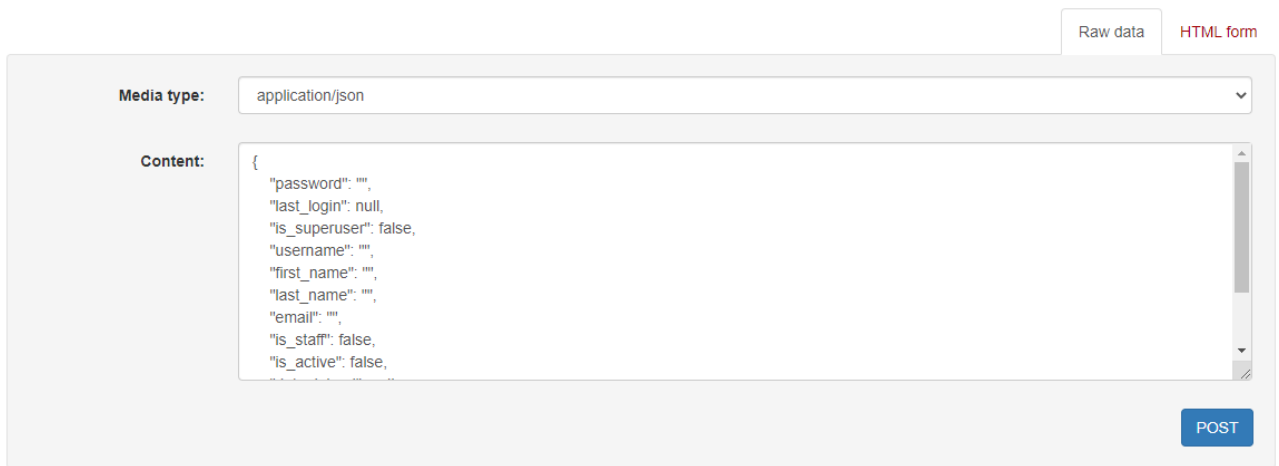 Raw data HTML form
Media type: application/json
Content: {
"password": "",
"last_login": null,
"is_superuser": false,
"username": "",
"first_name": "",
"last_name": "",
"email": "",
"is_staff": false,
"is_active": false,
POST